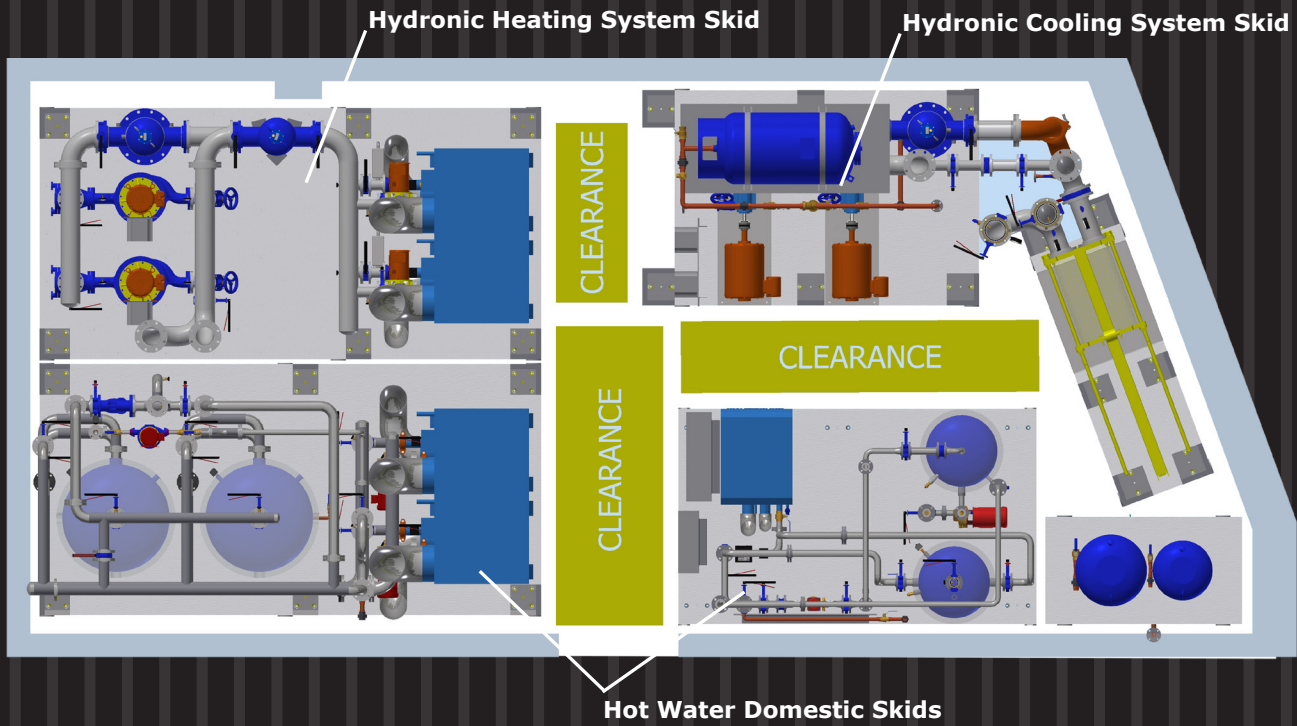 Hydronic Heating System Skid
Hydronic Cooling System Skid
CLEARANCE
CLEARANCE
CLEARANCE
Hot Water Domestic Skids